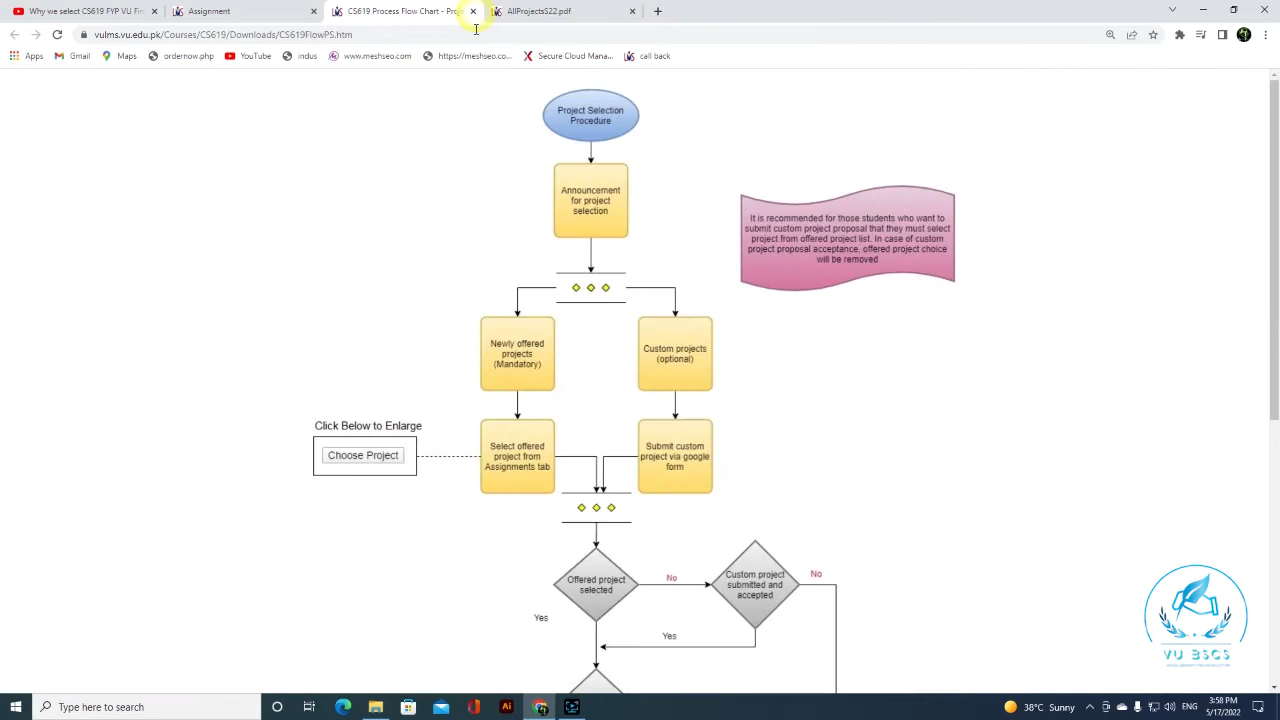 Why we select CS619 FYP VU Fin
Assignment
CS619 Process Flow Chart - Proje
AllProjectsS22.pdf
vulms.vu.edu.pk/Courses/CS619/Downloads/CS619FlowPS.htm
Apps
Gmail
Maps
ordernow.php
YouTube
indus
www.meshseo.com
https://meshseo.co...
Secure Cloud Mana...
call back
Project Selection
Procedure
Announcement
for project
selection
It is recommended for those students who want to
submit custom project proposal that they must select
project from offered project list. In case of custom
project proposal acceptance, offered project choice
will be removed
Newly offered
projects
(Mandatory)
Custom projects
(optional)
Click Below to Enlarge
Choose Project
Select offered
project from
Assignments tab
Submit custom
project via google
form
Offered project
selected
No
Custom project
submitted and
accepted
No
Yes
Yes
VU BSCS
Type here to search
Ai
38°C Sunny
ENG
3:58 PM
5/17/2022